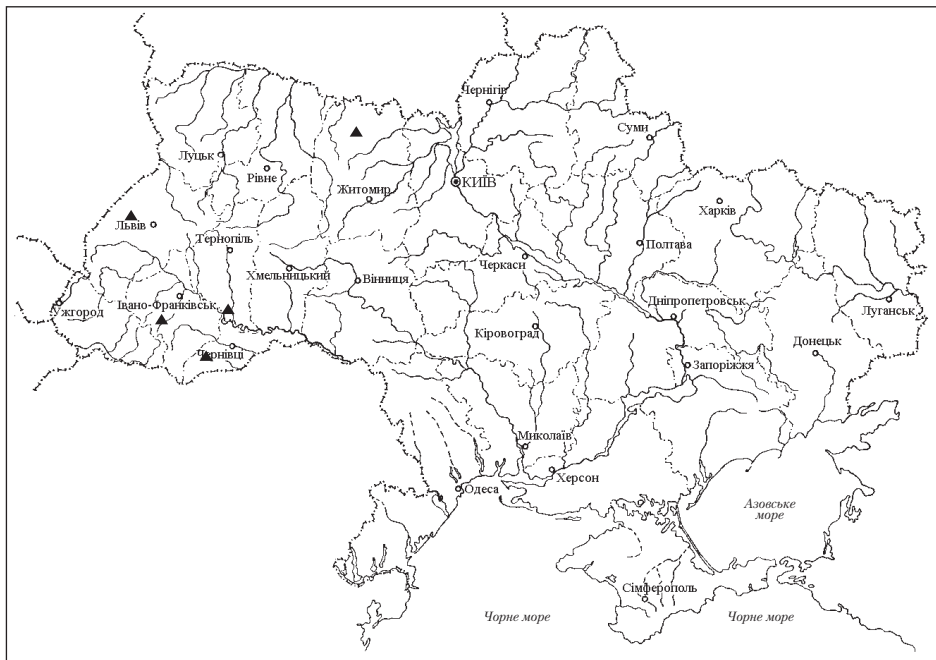 Чернігів
Суми
Луцьк
Рівне
КИЇВ
Житомир
Харків
Львів
Тернопіль
Полтава
Черкаси
Хмельницький
Вінниця
Івано-Франківськ
Ужгород
Дніпропетровськ
Луганськ
Кіровоград
Донецьк
Чернівці
Запоріжжя
Миколаїв
Херсон
Одеса
Азовське
море
Сімферополь
Чорне море
Чорне море